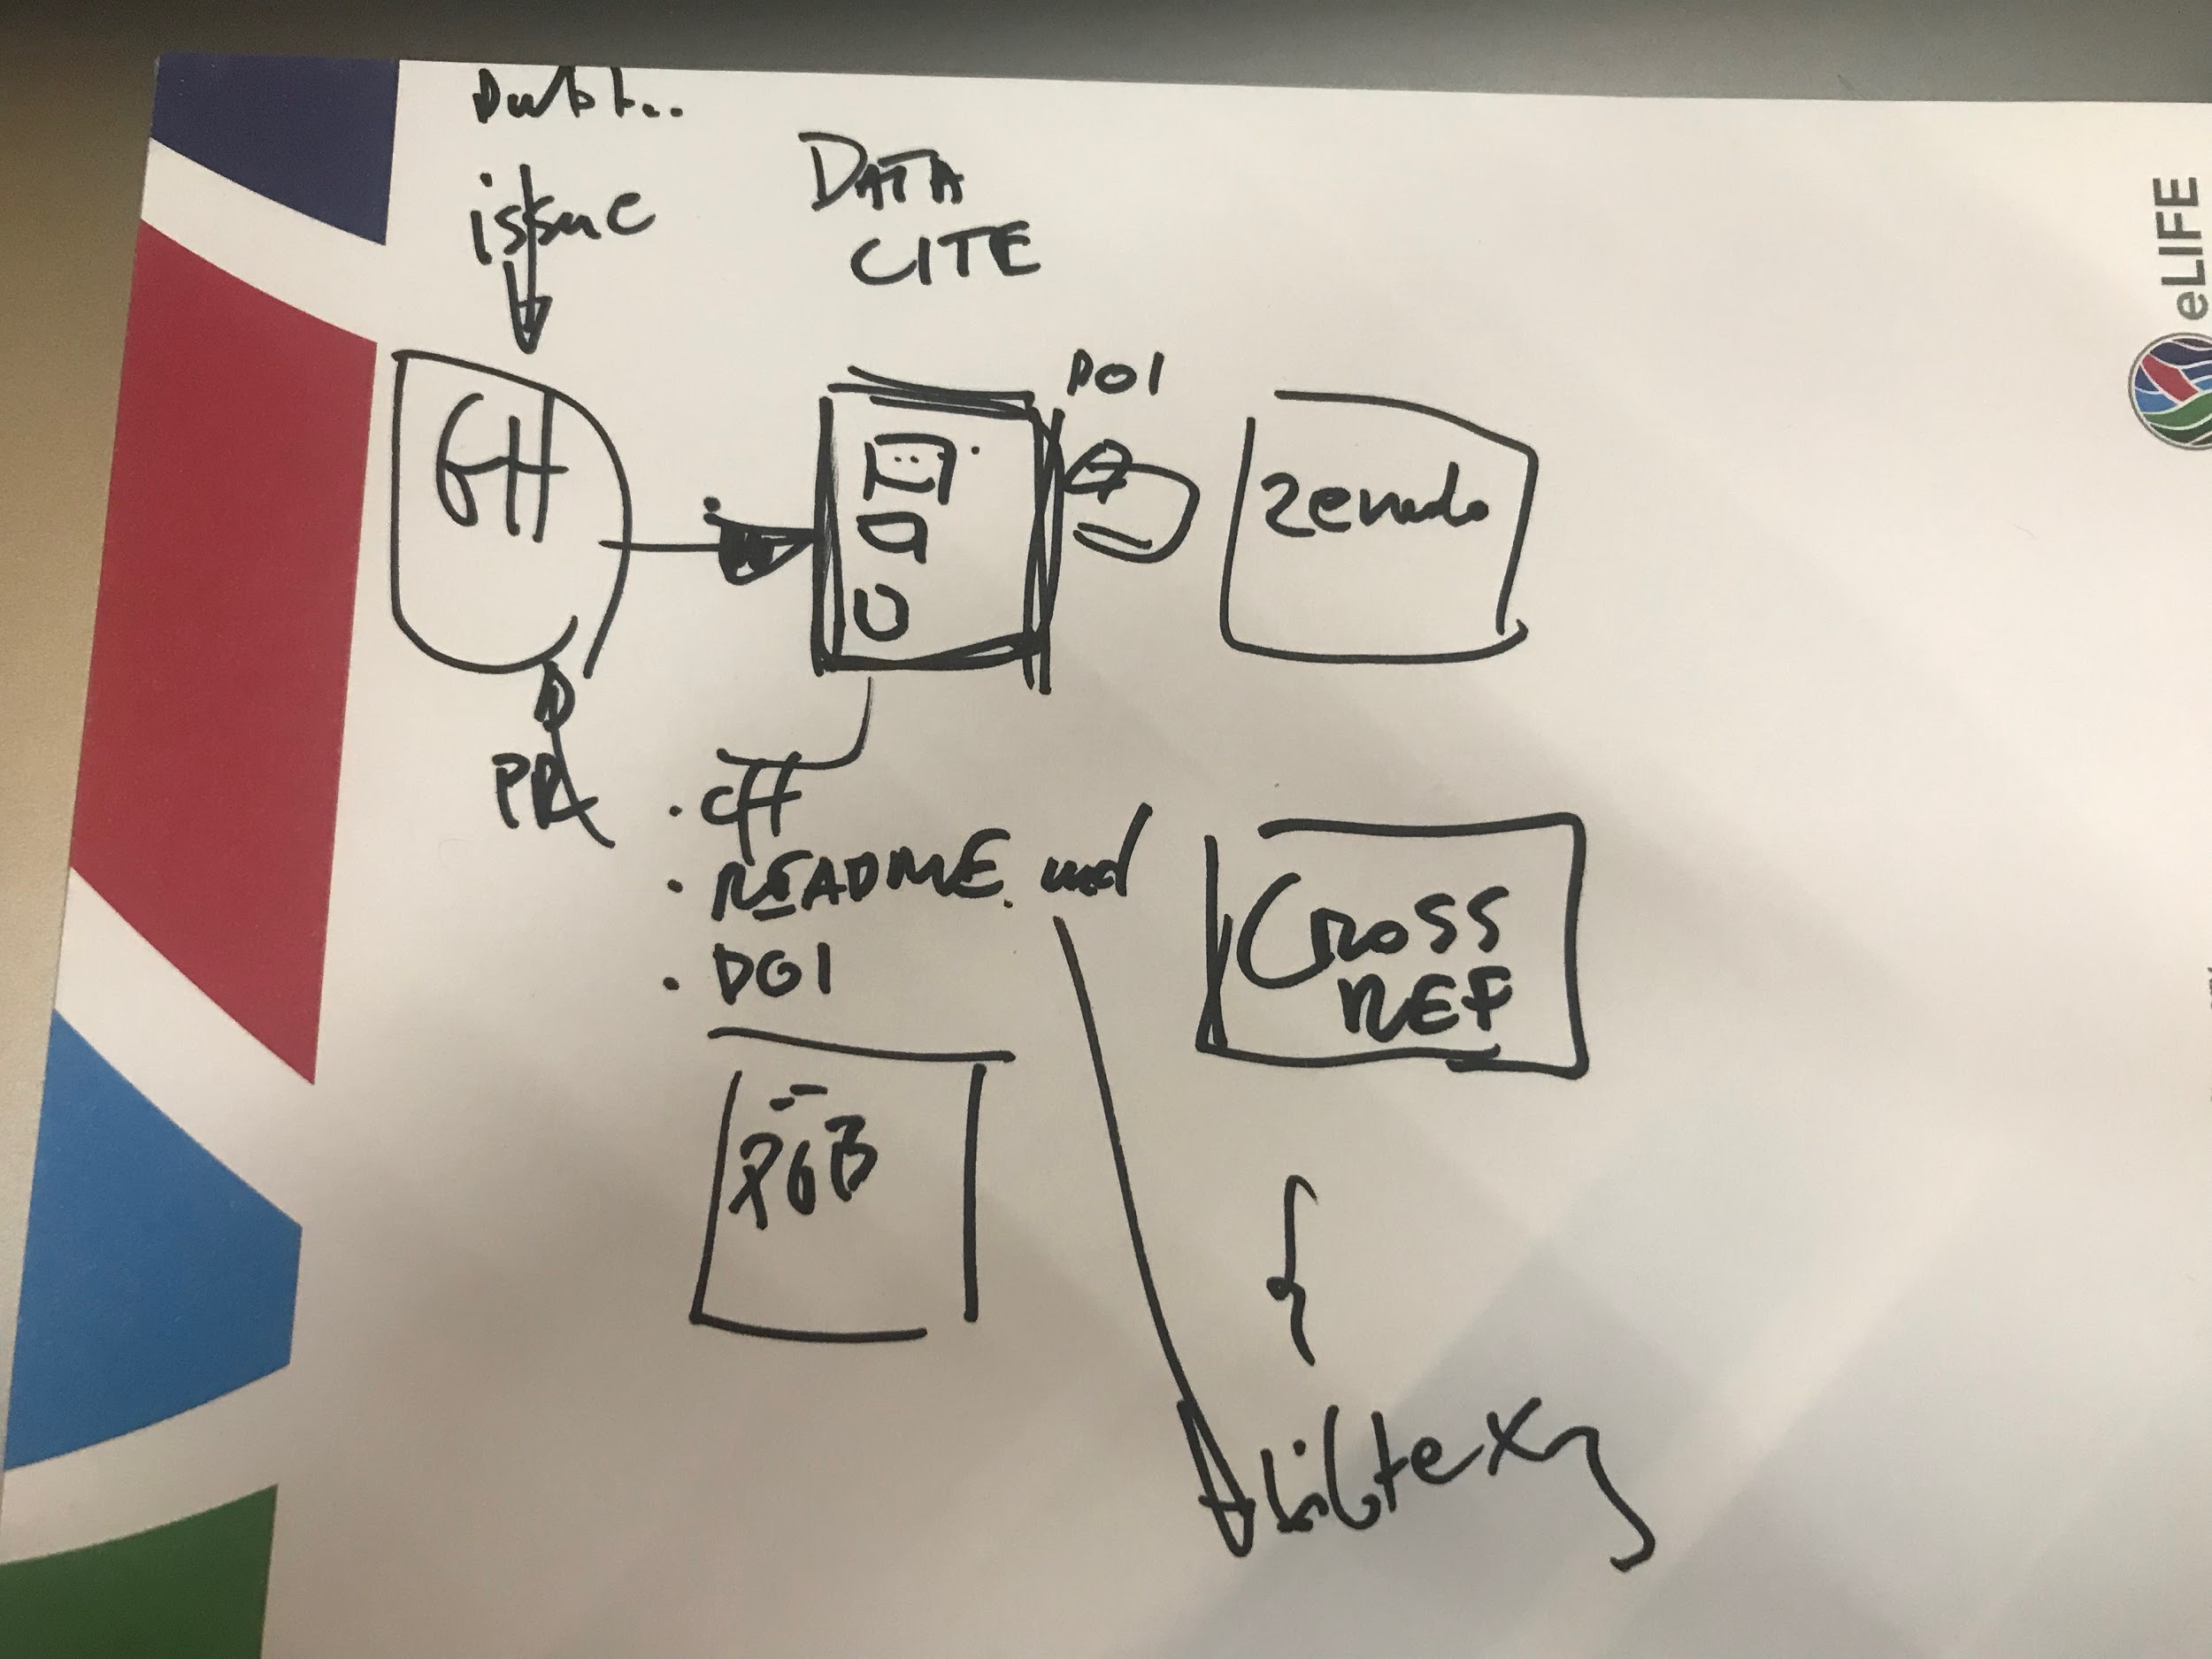 issue
DATA
CITE
DOI
GH
zenodo
PR
. cff
. README.md
. DOI
CROSS
REF
{
bibtex}
eLIFE